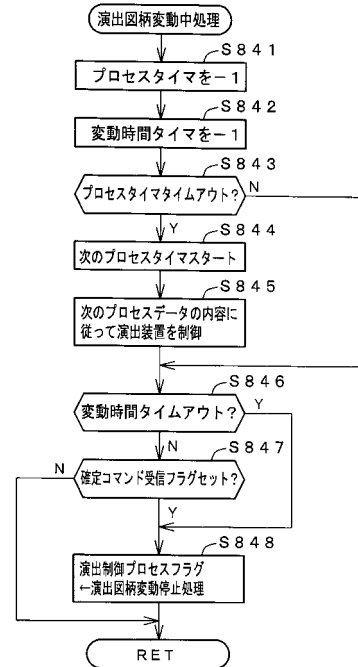 演出図柄変動中処理
S841
プロセスタイマを－1
S842
変動時間タイマを－1
S843
プロセスタイマタイムアウト？
N
Y
S844
次のプロセスタイマスタート
S845
次のプロセスデータの内容に
従って演出装置を制御
S846
変動時間タイムアウト？
Y
N
S847
N
確定コマンド受信フラグセット？
Y
S848
演出制御プロセスフラグ
←演出図柄変動停止処理
RET